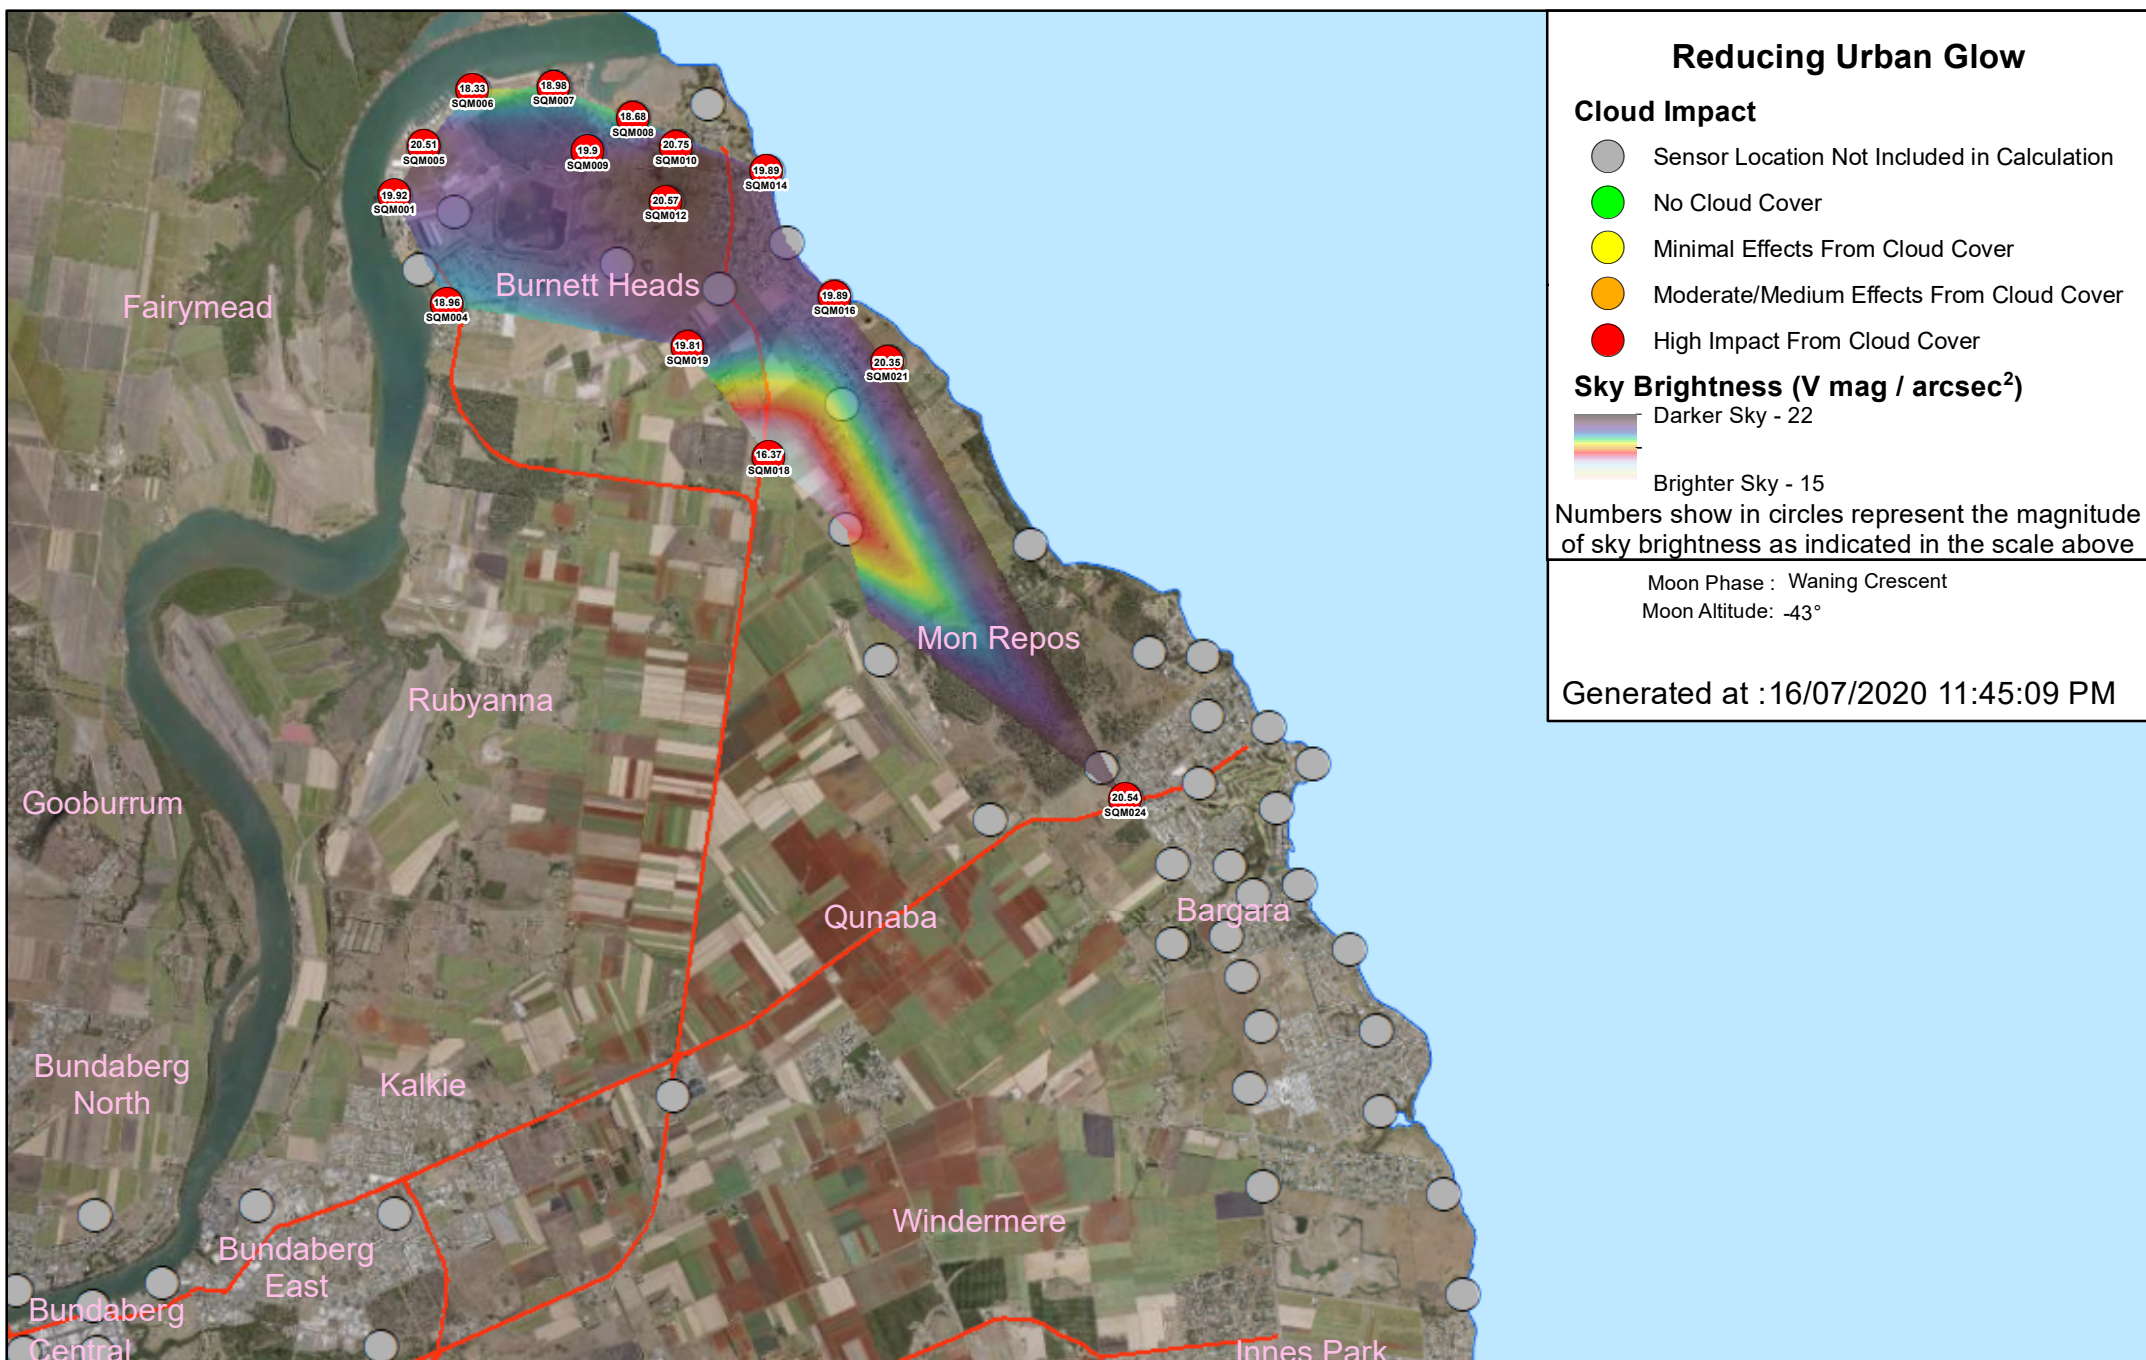 Reducing Urban Glow
Cloud Impact
Sensor Location Not Included in Calculation
No Cloud Cover
Minimal Effects From Cloud Cover
Moderate/Medium Effects From Cloud Cover
High Impact From Cloud Cover
Sky Brightness (V mag / arcsec²)
Darker Sky - 22
Brighter Sky - 15
Numbers show in circles represent the magnitude
of sky brightness as indicated in the scale above
Moon Phase : Waning Crescent
Moon Altitude: -43°
Generated at :16/07/2020 11:45:09 PM
18.33
SQM006
18.98
SQM007
18.68
SQM008
20.51
SQM005
19.9
SQM009
20.75
SQM010
19.89
SQM014
19.92
SQM001
20.57
SQM012
Burnett Heads
Fairymead
18.96
SQM004
19.89
SQM016
19.81
SQM019
20.35
SQM021
16.37
SQM018
Mon Repos
Rubyanna
Gooburrum
20.54
SQM024
Qunaba
Bargara
Bundaberg
North
Kalkie
Windermere
Bundaberg
East
Bundaberg
Central
Innes Park